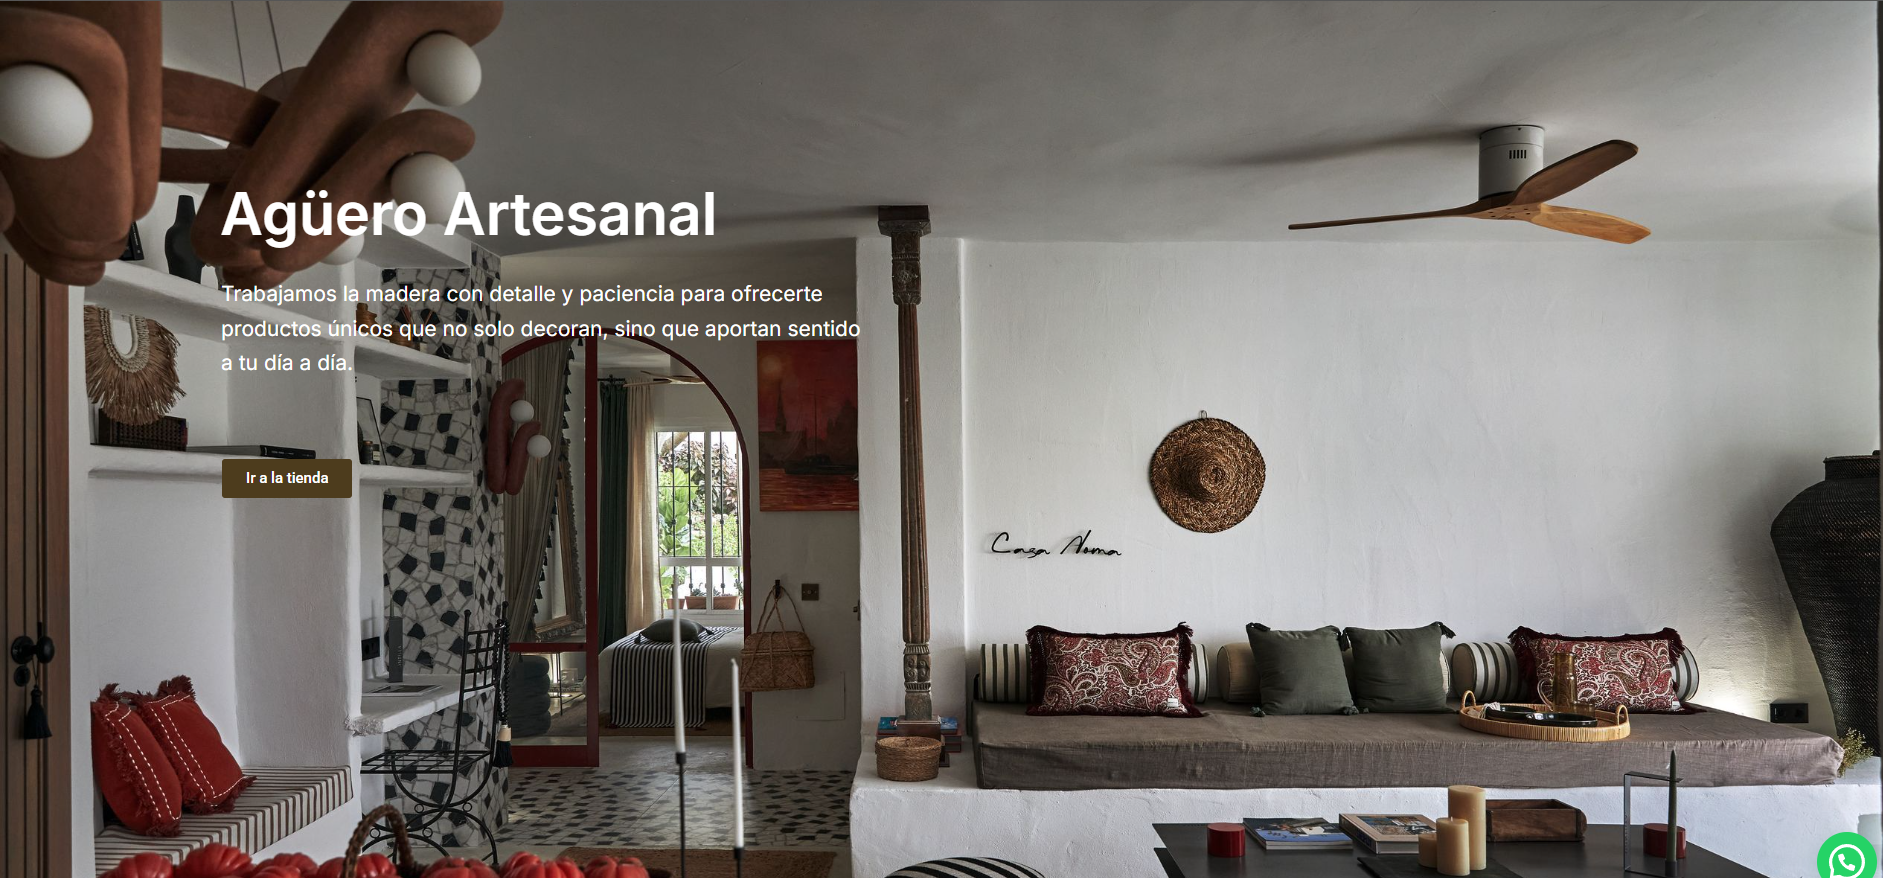 Agüero Artesanal
Trabajamos la madera con detalle y paciencia para ofrecerte
productos únicos que no solo decoran, sino que aportan sentido
a tu día a día.
Ir a la tienda
Casa Noma